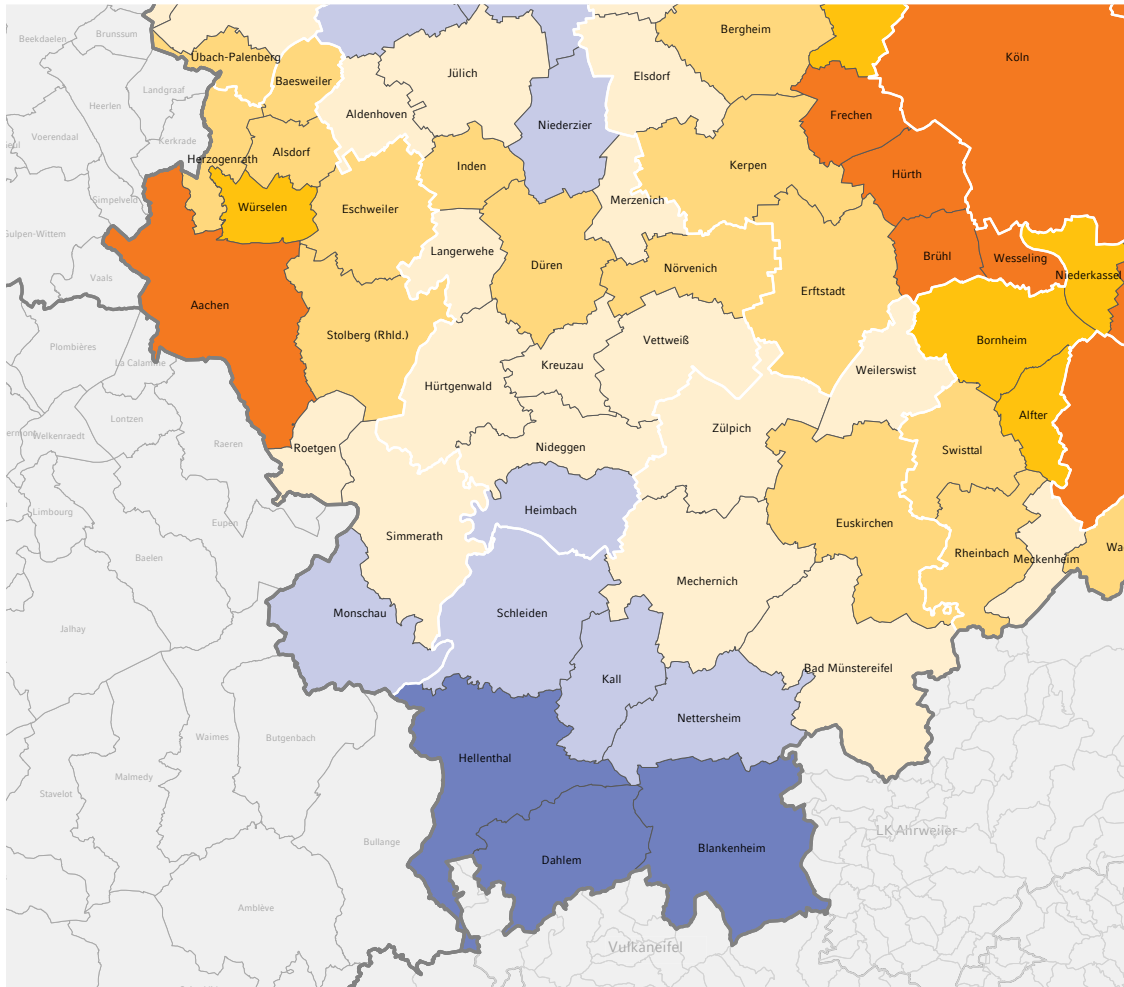 Beekdaelen
Brunssum
Bergheim
Übach-Palenberg
Köln
Baesweiler
Jülich
Elsdorf
Landgraaf
Heerlen
Aldenhoven
Frechen
Niederzier
Voerendaal
Kerkrade
Herzogenrath
Alsdorf
Inden
Kerpen
Hürth
Simpelveld
Würselen
Eschweiler
Merzenich
Gulpen-Wittem
Langerwehe
Düren
Nörvenich
Brühl
Wesseling
Niederkassel
Vaals
Aachen
Erftstadt
Stolberg (Rhld.)
Vettweiß
Bornheim
Plombières
La Calamine
Kreuzau
Hürtgenwald
Weilerswist
Lontzen
Alfter
Welkenraedt
Raeren
Roetgen
Nideggen
Zülpich
Swisttal
Limbourg
Eupen
Heimbach
Euskirchen
Simmerath
Baelen
Rheinbach
Meckenheim
Wa
Mechernich
Monschau
Schleiden
Jalhay
Bad Münstereifel
Kall
Nettersheim
Waimes
Butgenbach
Hellenthal
Malmedy
Stavelot
LK Ahrweiler
Bullange
Dahlem
Blankenheim
Amblève
Vulkaneifel